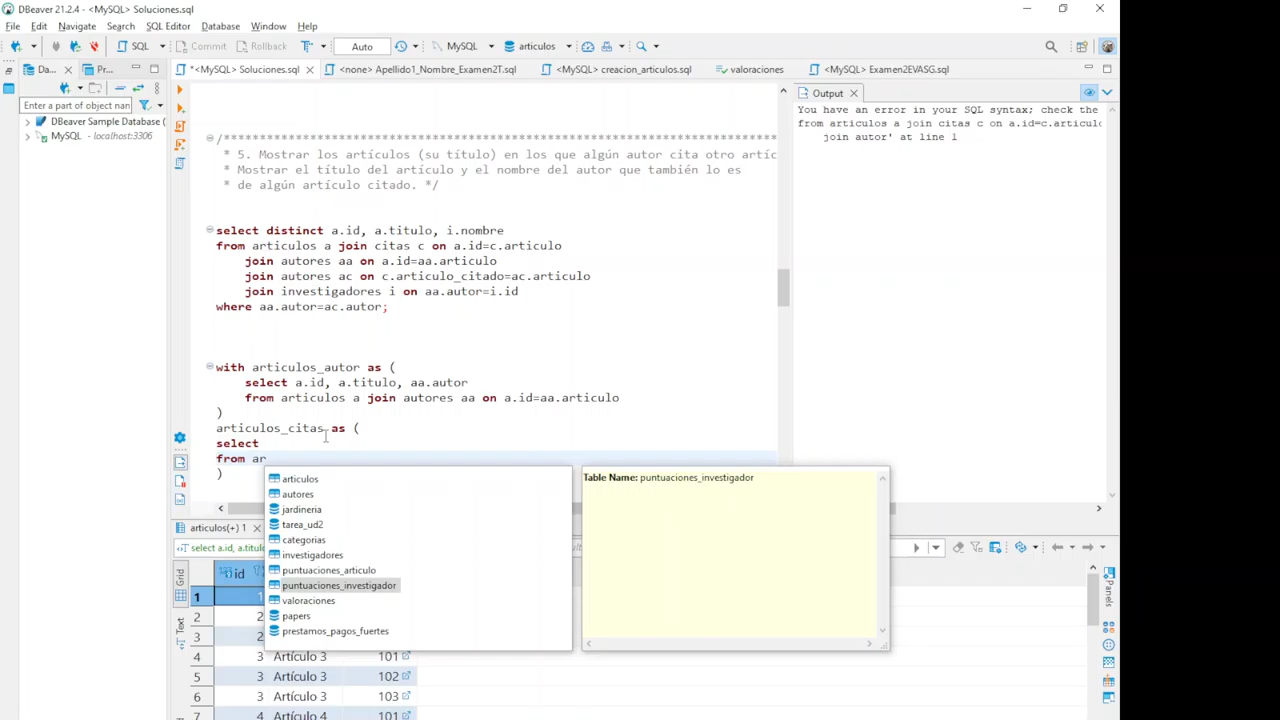 DBeaver 21.2.4 - <MySQL> Soluciones.sql
File Edit Navigate Search SQL Editor Database Window Help
SQL Commit Rollback Auto MySQL articulos
Da... Pr... *<MySQL> Soluciones.sql <none> Apellido1_Nombre_Examen2T.sql <MySQL> creacion_articulos.sql valoraciones <MySQL> Examen2EVASG.sql
Enter a part of object nam
DBeaver Sample Database (
MySQL - localhost:3306
/*****************************************************************************
* 5. Mostrar los artículos (su título) en los que algún autor cita otro artíc
* Mostrar el título del artículo y el nombre del autor que también lo es
* de algún artículo citado. */
select distinct a.id, a.titulo, i.nombre
from articulos a join citas c on a.id=c.articulo
join autores aa on a.id=aa.articulo
join autores ac on c.articulo_citado=ac.articulo
join investigadores i on aa.autor=i.id
where aa.autor=ac.autor;
with articulos_autor as (
select a.id, a.titulo, aa.autor
from articulos a join autores aa on a.id=aa.articulo
)
articulos_citas as (
select
from ar
)
articulos
autores
jardineria
tarea_ud2
categorias
investigadores
puntuaciones_articulo
puntuaciones_investigador
valoraciones
papers
prestamos_pagos_fuertes
Table Name: puntuaciones_investigador
Output
You have an error in your SQL syntax; check the
from articulos a join citas c on a.id=c.articulo
join autor' at line 1
articulos(+) 1
select a.id, a.titulo
Grid
Text
Panels
id
1 1
2 2
3 2
4 3 Artículo 3 101
5 3 Artículo 3 102
6 3 Artículo 3 103
7 4 Artículo 4 101